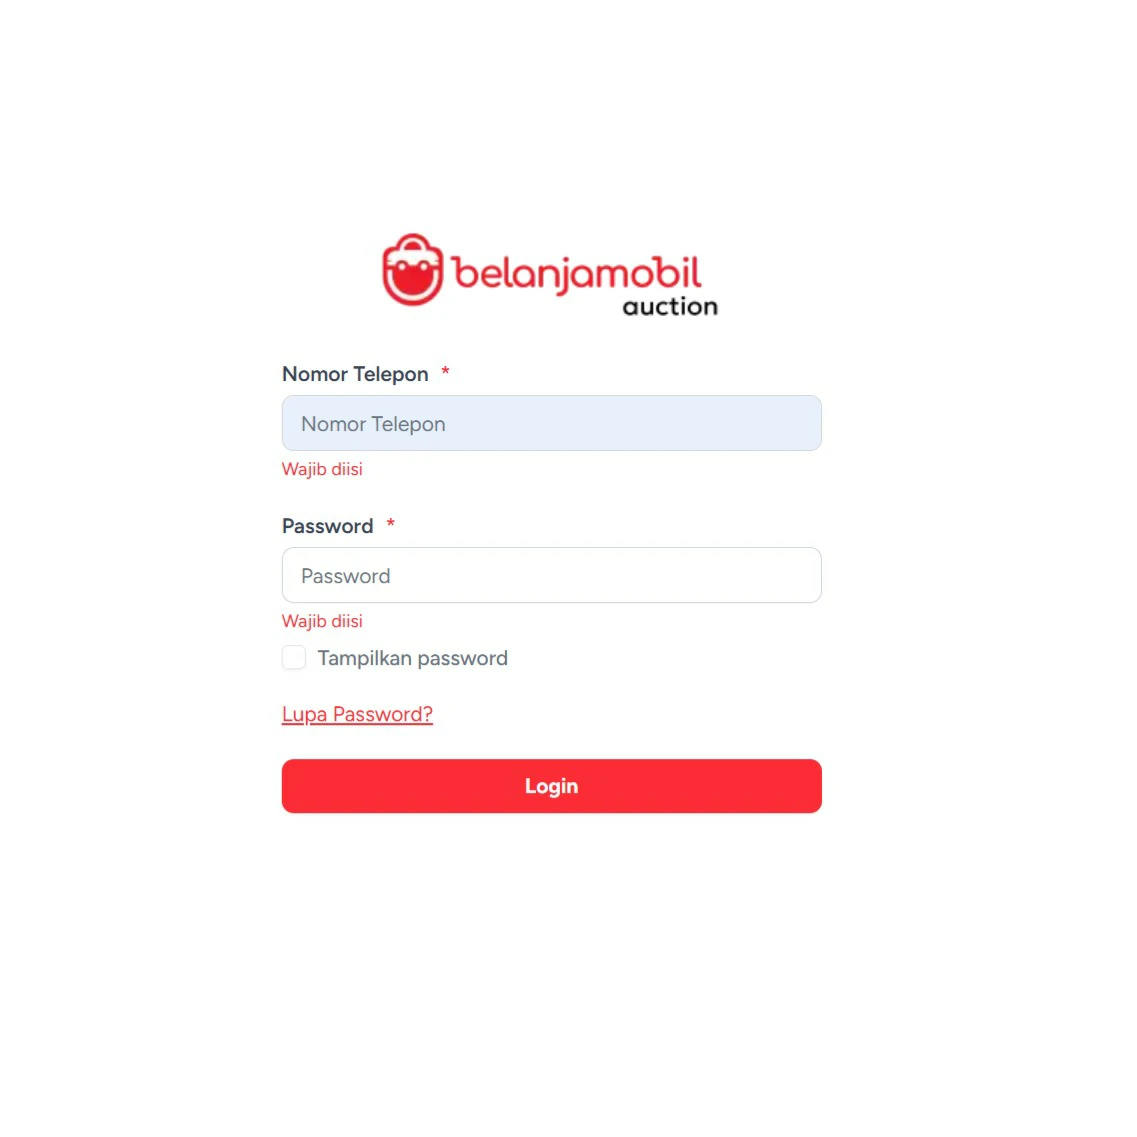 belanjamobil
auction
Nomor Telepon *
Nomor Telepon
Wajib diisi
Password *
Password
Wajib diisi
Tampilkan password
Lupa Password?
Login